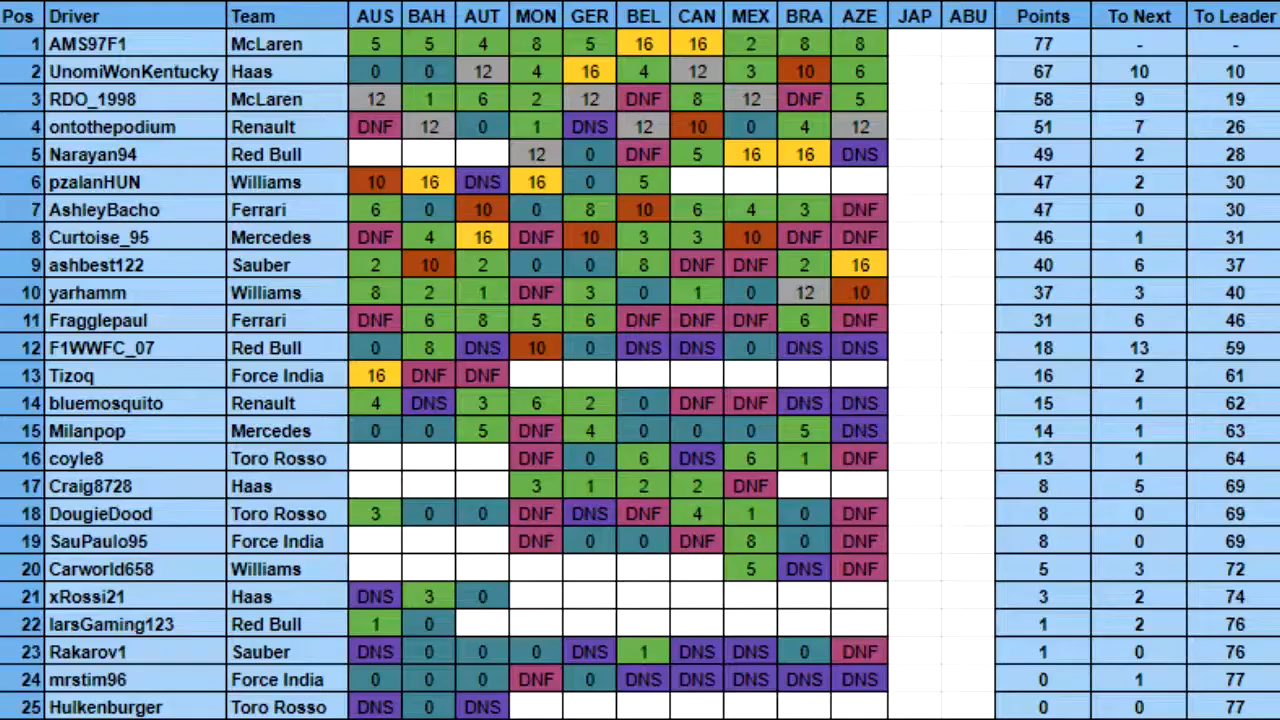 Pos Driver Team AUS BAH AUT MON GER BEL CAN MEX BRA AZE JAP ABU Points To Next To Leader
1 AMS97F1 McLaren 5 5 4 8 5 16 16 2 8 8 77 - -
2 UnomiWonKentucky Haas 0 0 12 4 16 4 12 3 10 6 67 10 10
3 RDO_1998 McLaren 12 1 6 2 12 DNF 8 12 DNF 5 58 9 19
4 ontothepodium Renault DNF 12 0 1 DNS 12 10 0 4 12 51 7 26
5 Narayan94 Red Bull 12 0 DNF 5 16 16 DNS 49 2 28
6 pzalanHUN Williams 10 16 DNS 16 0 5 47 2 30
7 AshleyBacho Ferrari 6 0 10 0 8 10 6 4 3 DNF 47 0 30
8 Curtoise_95 Mercedes DNF 4 16 DNF 10 3 3 10 DNF DNF 46 1 31
9 ashbest122 Sauber 2 10 2 0 0 8 DNF DNF 2 16 40 6 37
10 yarhamm Williams 8 2 1 DNF 3 0 1 0 12 10 37 3 40
11 Fragglepaul Ferrari DNF 6 8 5 6 DNF DNF DNF 6 DNF 31 6 46
12 F1WWFC_07 Red Bull 0 8 DNS 10 0 DNS DNS 0 DNS DNS 18 13 59
13 Tizoq Force India 16 DNF DNF 16 2 61
14 bluemosquito Renault 4 DNS 3 6 2 0 DNF DNF DNS DNS 15 1 62
15 Milanpop Mercedes 0 0 5 DNF 4 0 0 0 5 DNS 14 1 63
16 coyle8 Toro Rosso DNF 0 6 DNS 6 1 DNF 13 1 64
17 Craig8728 Haas 3 1 2 2 DNF 8 5 69
18 DougieDood Toro Rosso 3 0 0 DNF DNS DNF 4 1 0 DNF 8 0 69
19 SauPaulo95 Force India DNF 0 0 DNF 8 0 DNF 8 0 69
20 Carworld658 Williams 5 DNS DNF 5 3 72
21 xRossi21 Haas DNS 3 0 3 2 74
22 larsGaming123 Red Bull 1 0 1 2 76
23 Rakarov1 Sauber DNS 0 0 0 DNS 1 DNS DNS 0 DNF 1 0 76
24 mrstim96 Force India 0 0 0 DNF 0 DNS DNS DNS DNS DNS 0 1 77
25 Hulkenburger Toro Rosso DNS 0 DNS 0 0 77